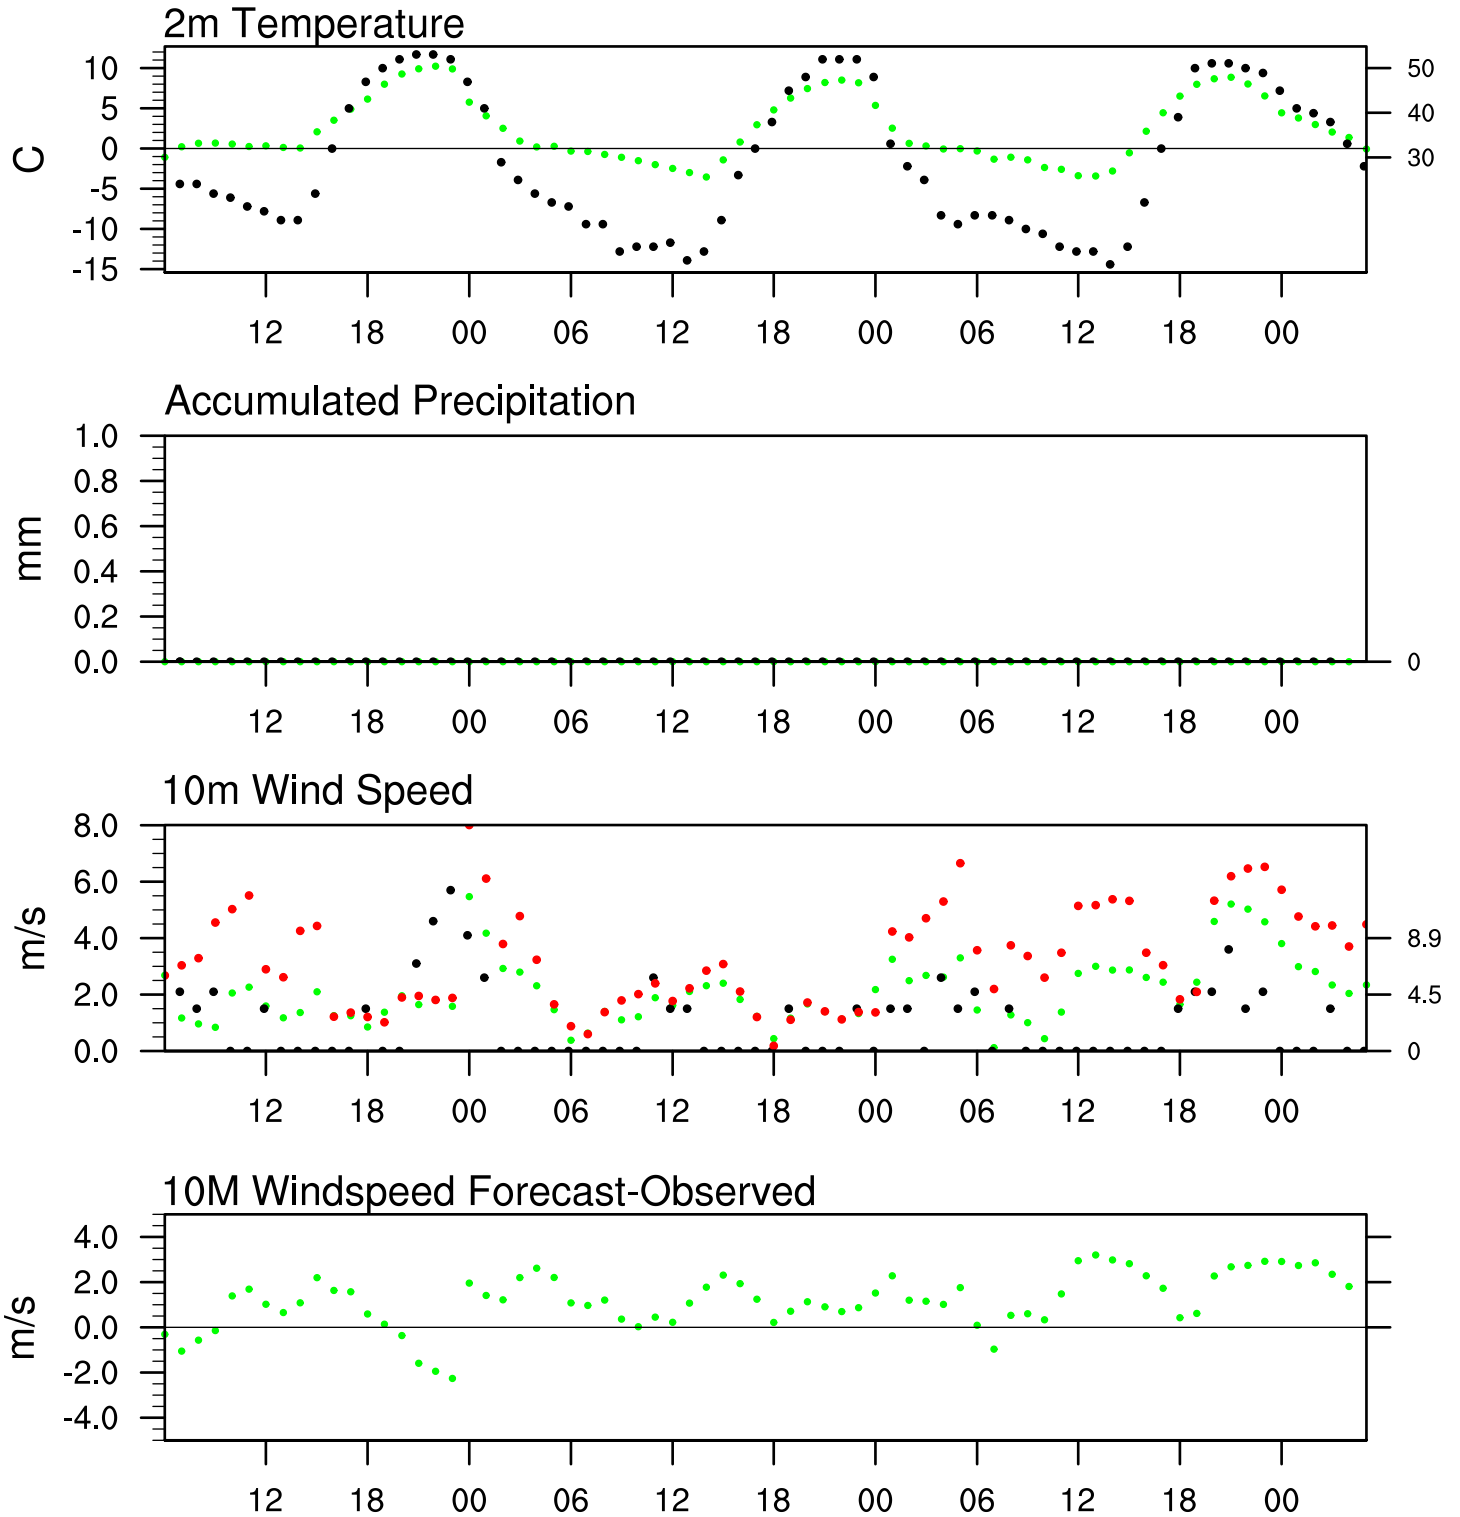 2m Temperature
10 50
5 40
0
-5 30
-10
-15
C
12 18 00 06 12 18 00 06 12 18 00
Accumulated Precipitation
1.0
0.8
0.6
0.4
0.2
0.0 0
mm
12 18 00 06 12 18 00 06 12 18 00
10m Wind Speed
8.0
6.0
4.0 8.9
2.0 4.5
0.0 0
m/s
12 18 00 06 12 18 00 06 12 18 00
10M Windspeed Forecast-Observed
4.0
2.0
0.0
-2.0
-4.0
m/s
12 18 00 06 12 18 00 06 12 18 00